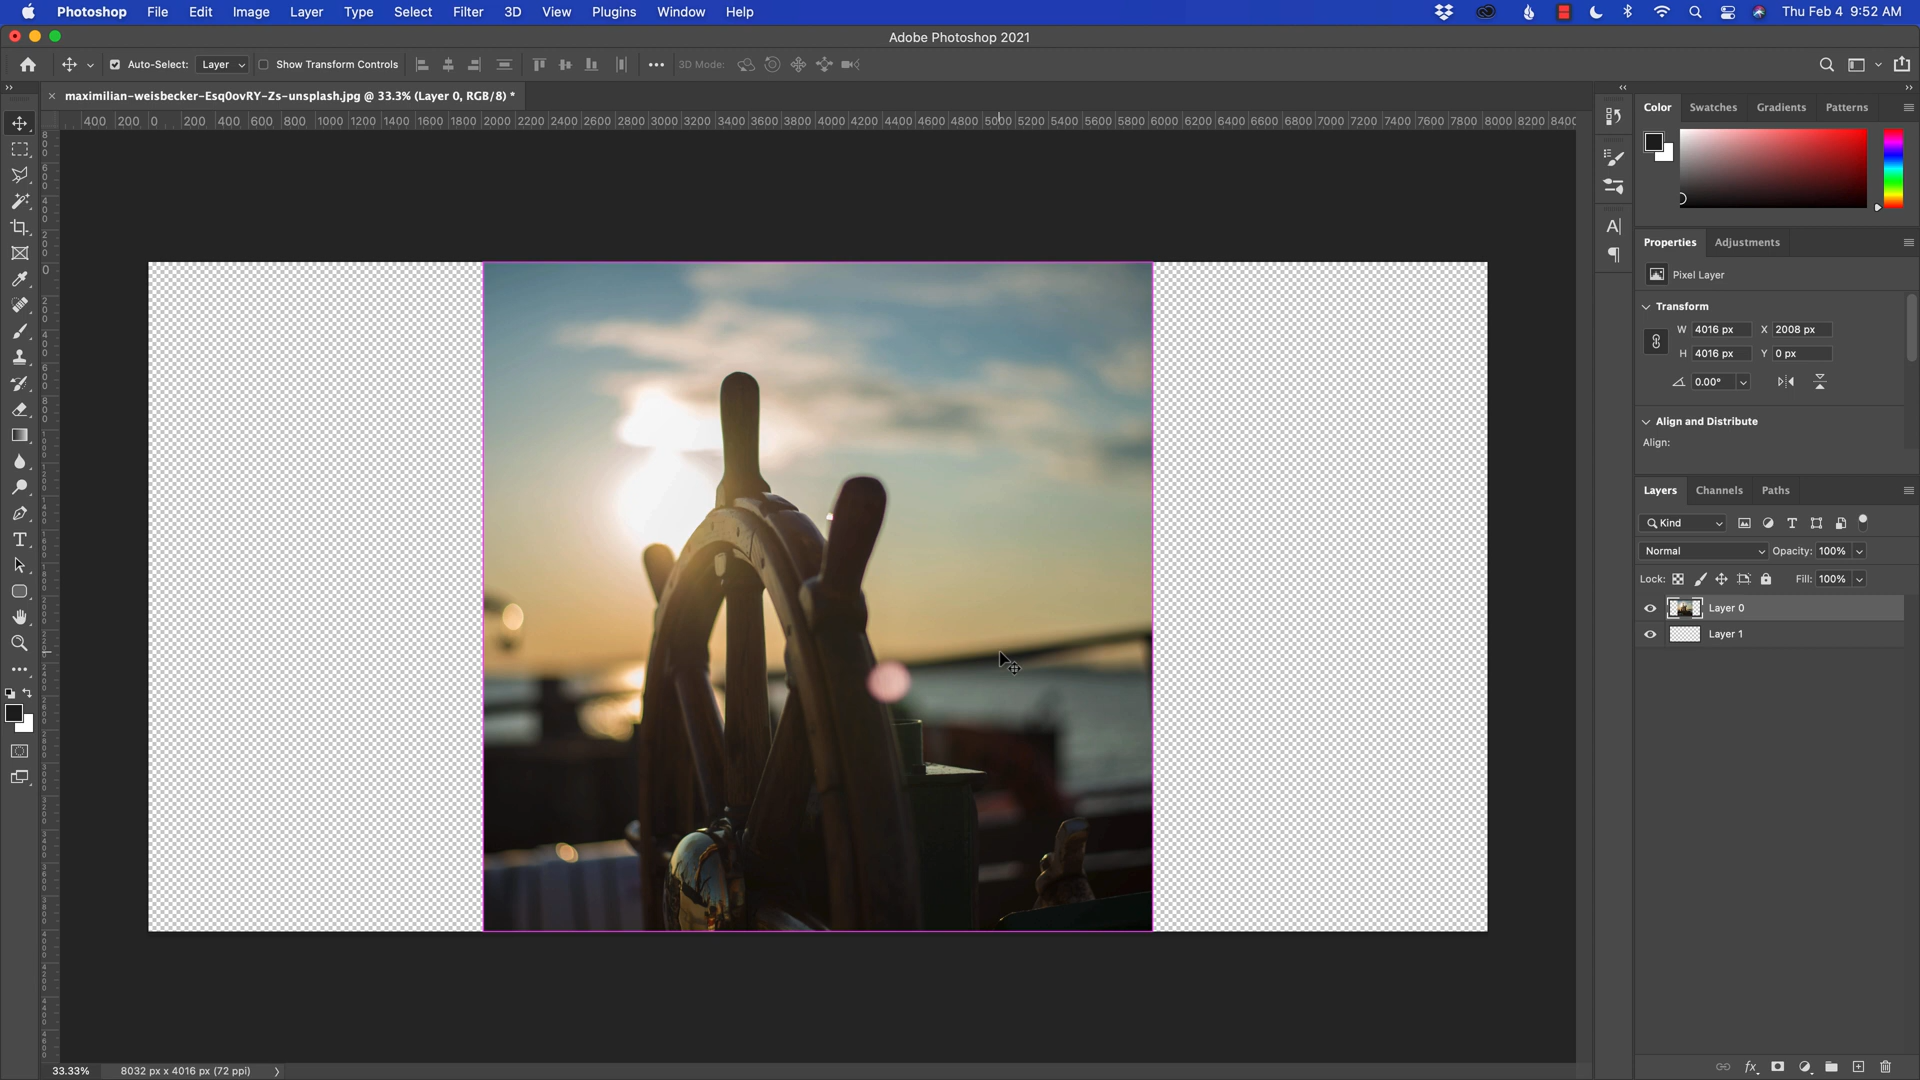 Photoshop File Edit Image Layer Type Select Filter 3D View Plugins Window Help Thu Feb 4 9:52 AM
Adobe Photoshop 2021
Auto-Select: Layer Show Transform Controls 3D Mode:
maximilian-weisbecker-Esq0ovRY-Zs-unsplash.jpg @ 33.3% (Layer 0, RGB/8) *
400 200 0 200 400 600 800 1000 1200 1400 1600 1800 2000 2200 2400 2600 2800 3000 3200 3400 3600 3800 4000 4200 4400 4600 4800 5000 5200 5400 5600 5800 6000 6200 6400 6600 6800 7000 7200 7400 7600 7800 8000 8200 8400
Color Swatches Gradients Patterns
Properties Adjustments
Pixel Layer
Transform
W 4016 px X 2008 px
H 4016 px Y 0 px
0.00°
Align and Distribute
Align:
Layers Channels Paths
Kind
Normal Opacity: 100%
Lock: Fill: 100%
Layer 0
Layer 1
33.33% 8032 px x 4016 px (72 ppi)